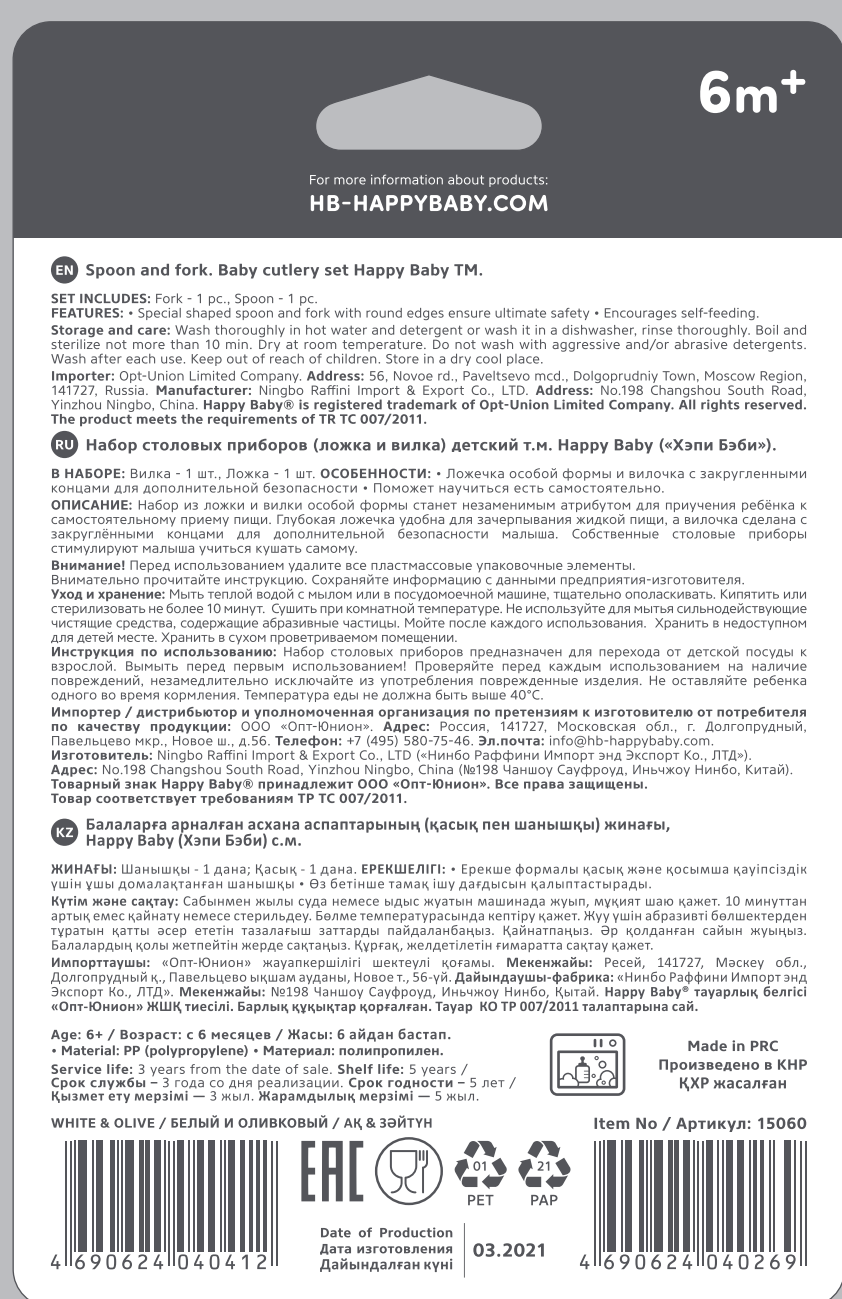 6m+
For more information about products:
HB-HAPPYBABY.COM
EN Spoon and fork. Baby cutlery set Happy Baby TM.
SET INCLUDES: Fork - 1 pc., Spoon - 1 pc.
FEATURES: • Special shaped spoon and fork with round edges ensure ultimate safety • Encourages self-feeding.
Storage and care: Wash thoroughly in hot water and detergent or wash it in a dishwasher, rinse thoroughly. Boil and
sterilize not more than 10 min. Dry at room temperature. Do not wash with aggressive and/or abrasive detergents.
Wash after each use. Keep out of reach of children. Store in a dry cool place.
Importer: Opt-Union Limited Company. Address: 56, Novoe rd., Paveltsevo mcd., Dolgoprudniy Town, Moscow Region,
141727, Russia. Manufacturer: Ningbo Raffini Import & Export Co., LTD. Address: No.198 Changshou South Road,
Yinzhou Ningbo, China. Happy Baby® is registered trademark of Opt-Union Limited Company. All rights reserved.
The product meets the requirements of TR TC 007/2011.
RU Набор столовых приборов (ложка и вилка) детский т.м. Happy Baby («Хэпи Бэби»).
В НАБОРЕ: Вилка - 1 шт., Ложка - 1 шт. ОСОБЕННОСТИ: • Ложечка особой формы и вилочка с закругленными
концами для дополнительной безопасности • Поможет научиться есть самостоятельно.
ОПИСАНИЕ: Набор из ложки и вилки особой формы станет незаменимым атрибутом для приучения ребёнка к
самостоятельному приему пищи. Глубокая ложечка удобна для зачерпывания жидкой пищи, а вилочка сделана с
закруглёнными концами для дополнительной безопасности малыша. Собственные столовые приборы
стимулируют малыша учиться кушать самому.
Внимание! Перед использованием удалите все пластмассовые упаковочные элементы.
Внимательно прочитайте инструкцию. Сохраняйте информацию с данными предприятия-изготовителя.
Уход и хранение: Мыть теплой водой с мылом или в посудомоечной машине, тщательно ополаскивать. Кипятить или
стерилизовать не более 10 минут. Сушить при комнатной температуре. Не используйте для мытья сильнодействующие
чистящие средства, содержащие абразивные частицы. Мойте после каждого использования. Хранить в недоступном
для детей месте. Хранить в сухом проветриваемом помещении.
Инструкция по использованию: Набор столовых приборов предназначен для перехода от детской посуды к
взрослой. Вымыть перед первым использованием! Проверяйте перед каждым использованием на наличие
повреждений, незамедлительно исключайте из употребления поврежденные изделия. Не оставляйте ребенка
одного во время кормления. Температура еды не должна быть выше 40°С.
Импортер / дистрибьютор и уполномоченная организация по претензиям к изготовителю от потребителя
по качеству продукции: ООО «Опт-Юнион». Адрес: Россия, 141727, Московская обл., г. Долгопрудный,
Павельцево мкр., Новое ш., д.56. Телефон: +7 (495) 580-75-46. Эл.почта: info@hb-happybaby.com.
Изготовитель: Ningbo Raffini Import & Export Co., LTD («Нинбо Раффини Импорт энд Экспорт Ко., ЛТД»).
Адрес: No.198 Changshou South Road, Yinzhou Ningbo, China (№198 Чаншоу Сауфроуд, Иньчжоу Нинбо, Китай).
Товарный знак Happy Baby® принадлежит ООО «Опт-Юнион». Все права защищены.
Товар соответствует требованиям ТР ТС 007/2011.
KZ Балаларға арналған асхана аспаптарының (қасық пен шанышқы) жинағы,
Happy Baby (Хэпи Бэби) с.м.
ЖИНАҒЫ: Шанышқы - 1 дана; Қасық - 1 дана. ЕРЕКШЕЛІГІ: • Ерекше формалы қасық және қосымша қауіпсіздік
үшін ұшы домалақтанған шанышқы • Өз бетінше тамақ ішу дағдысын қалыптастырады.
Күтім және сақтау: Сабынмен жылы суда немесе ыдыс жуатын машинада жуып, мұқият шаю қажет. 10 минуттан
артық емес қайнату немесе стерильдеу. Бөлме температурасында кептіру қажет. Жуу үшін абразивті бөлшектерден
тұратын қатты әсер ететін тазалағыш заттарды пайдаланбаңыз. Қайнатпаңыз. Әр қолданған сайын жуыңыз.
Балалардың қолы жетпейтін жерде сақтаңыз. Құрғақ, желдетілетін ғимаратта сақтау қажет.
Импорттаушы: «Опт-Юнион» жауапкершілігі шектеулі қоғамы. Мекенжайы: Ресей, 141727, Мәскеу обл.,
Долгопрудный қ., Павельцево ықшам ауданы, Новое т., 56-үй. Дайындаушы-фабрика: «Нинбо Раффини Импорт энд
Экспорт Ко., ЛТД». Мекенжайы: №198 Чаншоу Сауфроуд, Иньчжоу Нинбо, Қытай. Happy Baby® тауарлық белгісі
«Опт-Юнион» ЖШҚ тиесілі. Барлық құқықтар қорғалған. Тауар КО ТР 007/2011 талаптарына сай.
Age: 6+ / Возраст: с 6 месяцев / Жасы: 6 айдан бастап.
• Material: PP (polypropylene) • Материал: полипропилен.
Service life: 3 years from the date of sale. Shelf life: 5 years /
Срок службы – 3 года со дня реализации. Срок годности – 5 лет /
Қызмет ету мерзімі — 3 жыл. Жарамдылық мерзімі — 5 жыл.
Made in PRC
Произведено в КНР
ҚХР жасалған
WHITE & OLIVE / БЕЛЫЙ И ОЛИВКОВЫЙ / АҚ & ЗӘЙТҮН
Item No / Артикул: 15060
EAC
01
PET
21
PAP
Date of Production
Дата изготовления
Дайындалған күні
03.2021
4 690624 040412
4 690624 040269